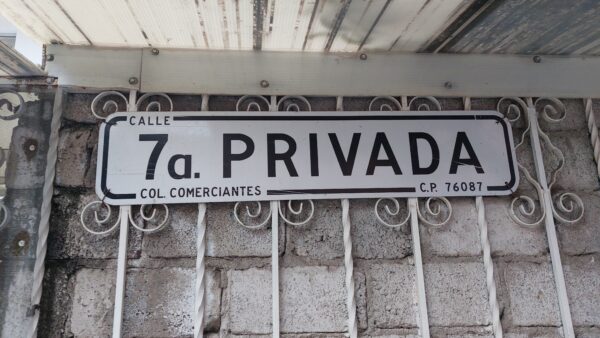 CALLE
7a. PRIVADA
COL. COMERCIANTES C.P. 76087